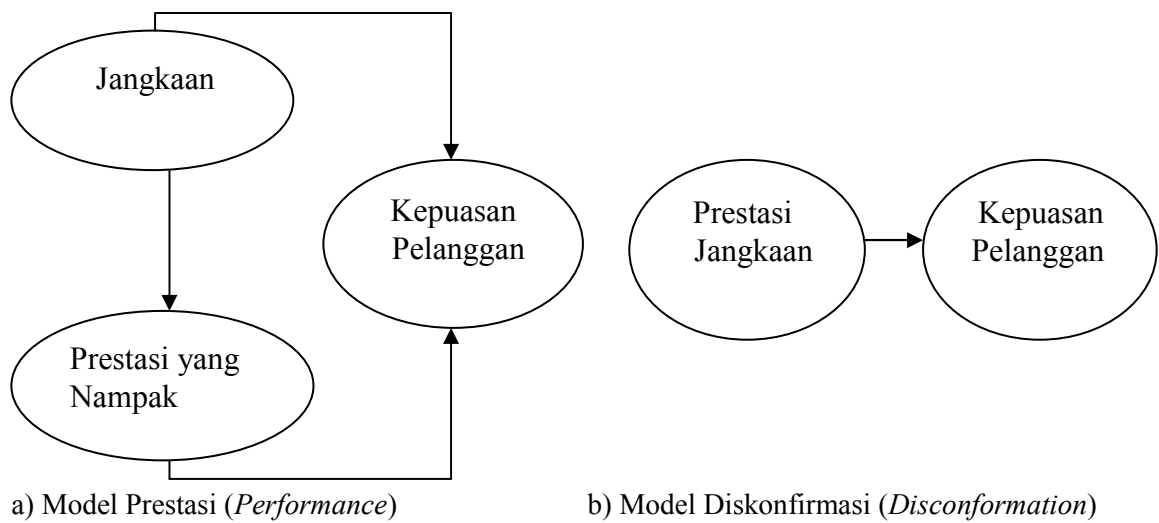 Jangkaan
Kepuasan
Pelanggan
Prestasi yang
Nampak
a) Model Prestasi (Performance)
Prestasi
Jangkaan
Kepuasan
Pelanggan
b) Model Diskonfirmasi (Disconformation)